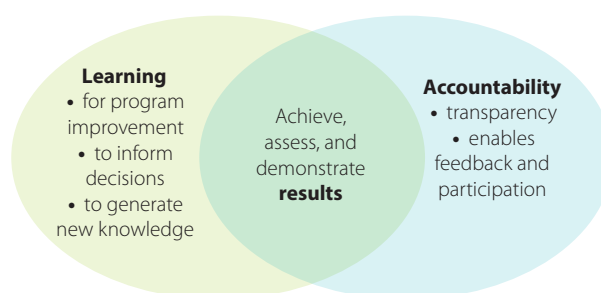 Learning
• for program
improvement
• to inform
decisions
• to generate
new knowledge
Achieve,
assess, and
demonstrate
results
Accountability
• transparency
• enables
feedback and
participation